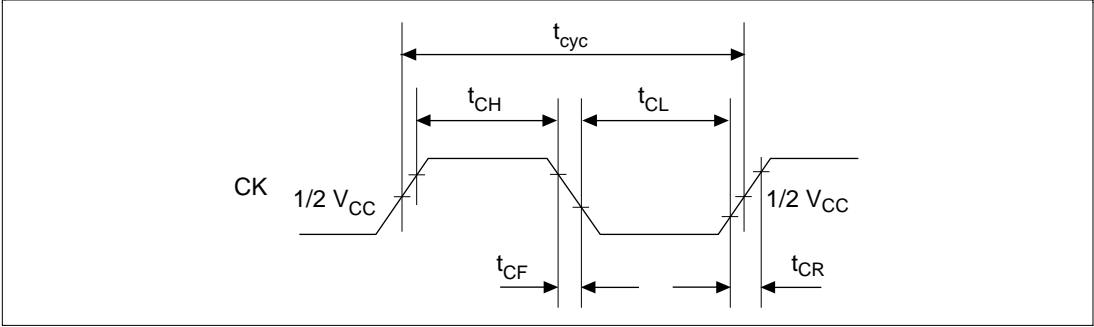 tcyc
tCH
tCL
CK
1/2 VCC
1/2 VCC
tCF
tCR